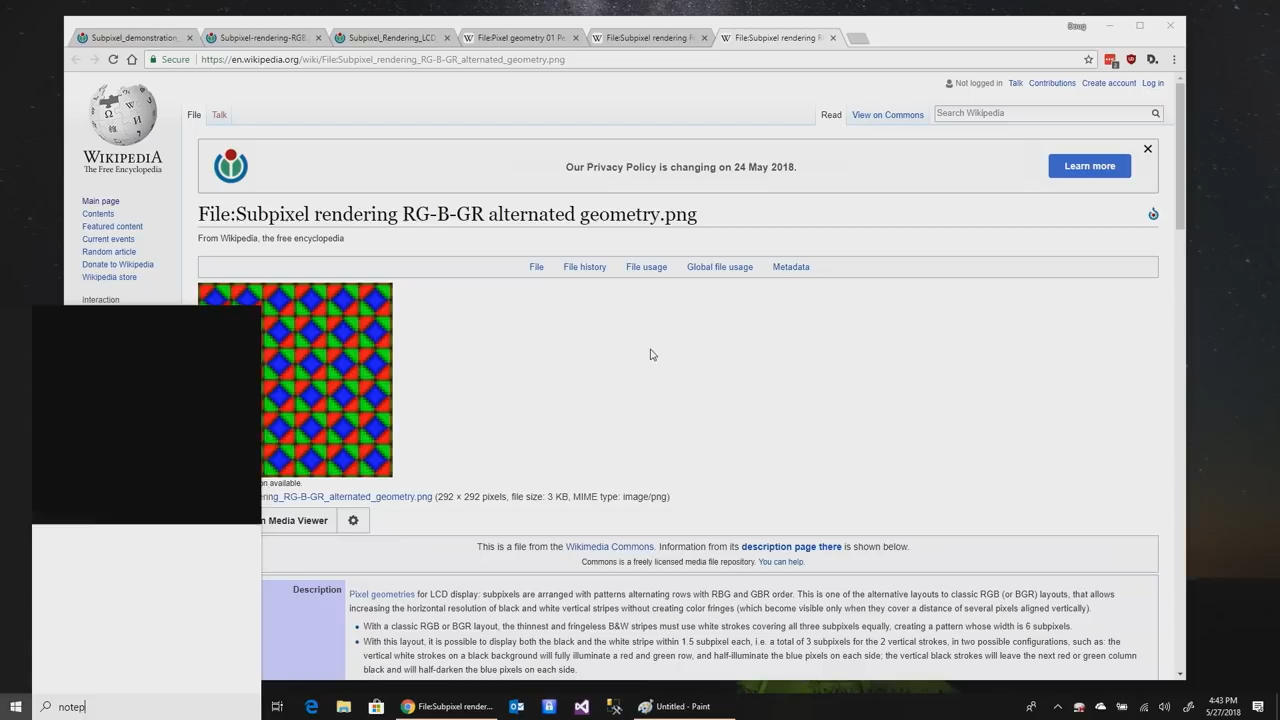 Doug
Subpixel_demonstration_
Subpixel-rendering-RGB.
Subpixel_Rendering_LCD
File:Pixel geometry 01 Pe
File:Subpixel rendering R
File:Subpixel rendering R
Secure
https://en.wikipedia.org/wiki/File:Subpixel_rendering_RG-B-GR_alternated_geometry.png
Not logged in Talk Contributions Create account Log in
File Talk
Read View on Commons
Search Wikipedia
WIKIPEDIA
The Free Encyclopedia
Our Privacy Policy is changing on 24 May 2018.
Learn more
Main page
Contents
Featured content
Current events
Random article
Donate to Wikipedia
Wikipedia store
Interaction
File:Subpixel rendering RG-B-GR alternated geometry.png
From Wikipedia, the free encyclopedia
File File history File usage Global file usage Metadata
on available.
ring_RG-B-GR_alternated_geometry.png (292 × 292 pixels, file size: 3 KB, MIME type: image/png)
n Media Viewer
This is a file from the Wikimedia Commons. Information from its description page there is shown below.
Commons is a freely licensed media file repository. You can help.
Description
Pixel geometries for LCD display: subpixels are arranged with patterns alternating rows with RBG and GBR order. This is one of the alternative layouts to classic RGB (or BGR) layouts, that allows
increasing the horizontal resolution of black and white vertical stripes without creating color fringes (which become visible only when they cover a distance of several pixels aligned vertically).
With a classic RGB or BGR layout, the thinnest and fringeless B&W stripes must use white strokes covering all three subpixels equally, creating a pattern whose width is 6 subpixels.
With this layout, it is possible to display both the black and the white stripe within 1.5 subpixel each, i.e. a total of 3 subpixels for the 2 vertical strokes, in two possible configurations, such as: the
vertical white strokes on a black background will fully illuminate a red and green row, and half-illuminate the blue pixels on each side; the vertical black strokes will leave the next red or green column
black and will half-darken the blue pixels on each side.
notep
File:Subpixel render...
Untitled - Paint
4:43 PM
5/27/2018